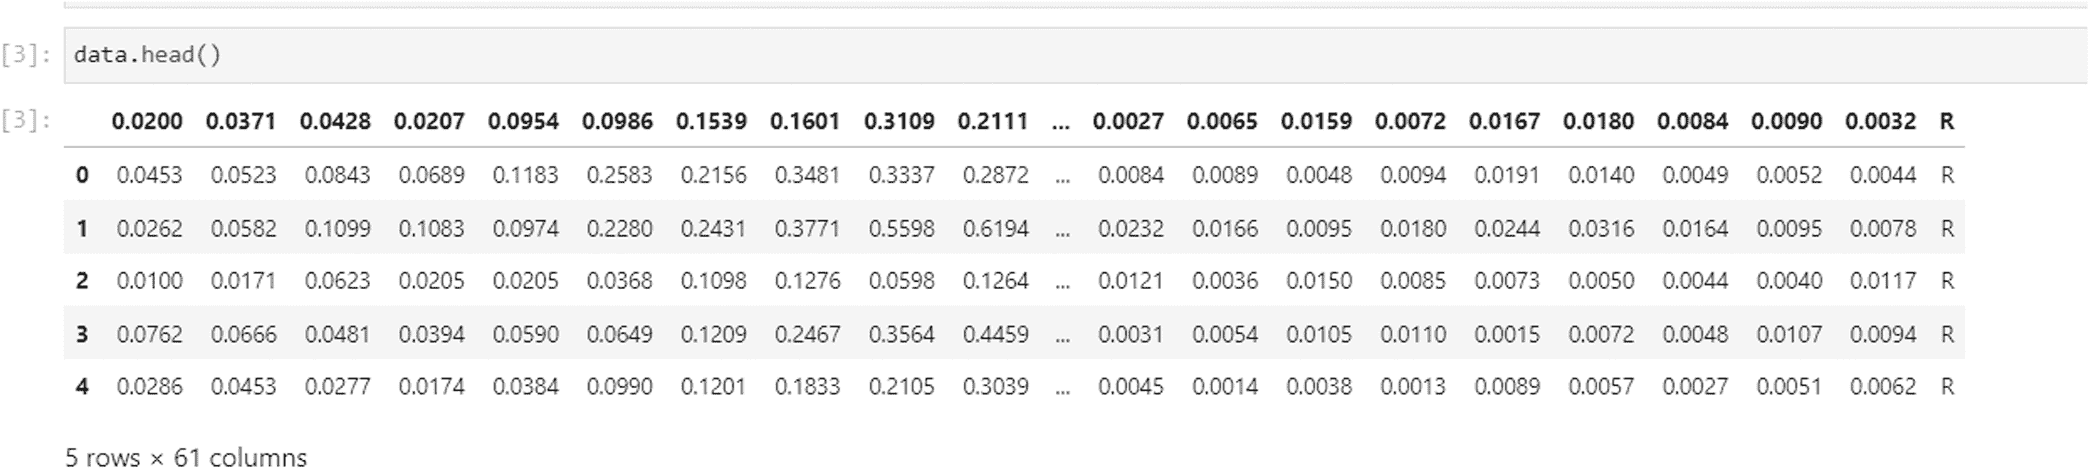 [3]: data.head()
[3]: 0.0200 0.0371 0.0428 0.0207 0.0954 0.0986 0.1539 0.1601 0.3109 0.2111 ... 0.0027 0.0065 0.0159 0.0072 0.0167 0.0180 0.0084 0.0090 0.0032 R
0 0.0453 0.0523 0.0843 0.0689 0.1183 0.2583 0.2156 0.3481 0.3337 0.2872 ... 0.0084 0.0089 0.0048 0.0094 0.0191 0.0140 0.0049 0.0052 0.0044 R
1 0.0262 0.0582 0.1099 0.1083 0.0974 0.2280 0.2431 0.3771 0.5598 0.6194 ... 0.0232 0.0166 0.0095 0.0180 0.0244 0.0316 0.0164 0.0095 0.0078 R
2 0.0100 0.0171 0.0623 0.0205 0.0205 0.0368 0.1098 0.1276 0.0598 0.1264 ... 0.0121 0.0036 0.0150 0.0085 0.0073 0.0050 0.0044 0.0040 0.0117 R
3 0.0762 0.0666 0.0481 0.0394 0.0590 0.0649 0.1209 0.2467 0.3564 0.4459 ... 0.0031 0.0054 0.0105 0.0110 0.0015 0.0072 0.0048 0.0107 0.0094 R
4 0.0286 0.0453 0.0277 0.0174 0.0384 0.0990 0.1201 0.1833 0.2105 0.3039 ... 0.0045 0.0014 0.0038 0.0013 0.0089 0.0057 0.0027 0.0051 0.0062 R
5 rows × 61 columns